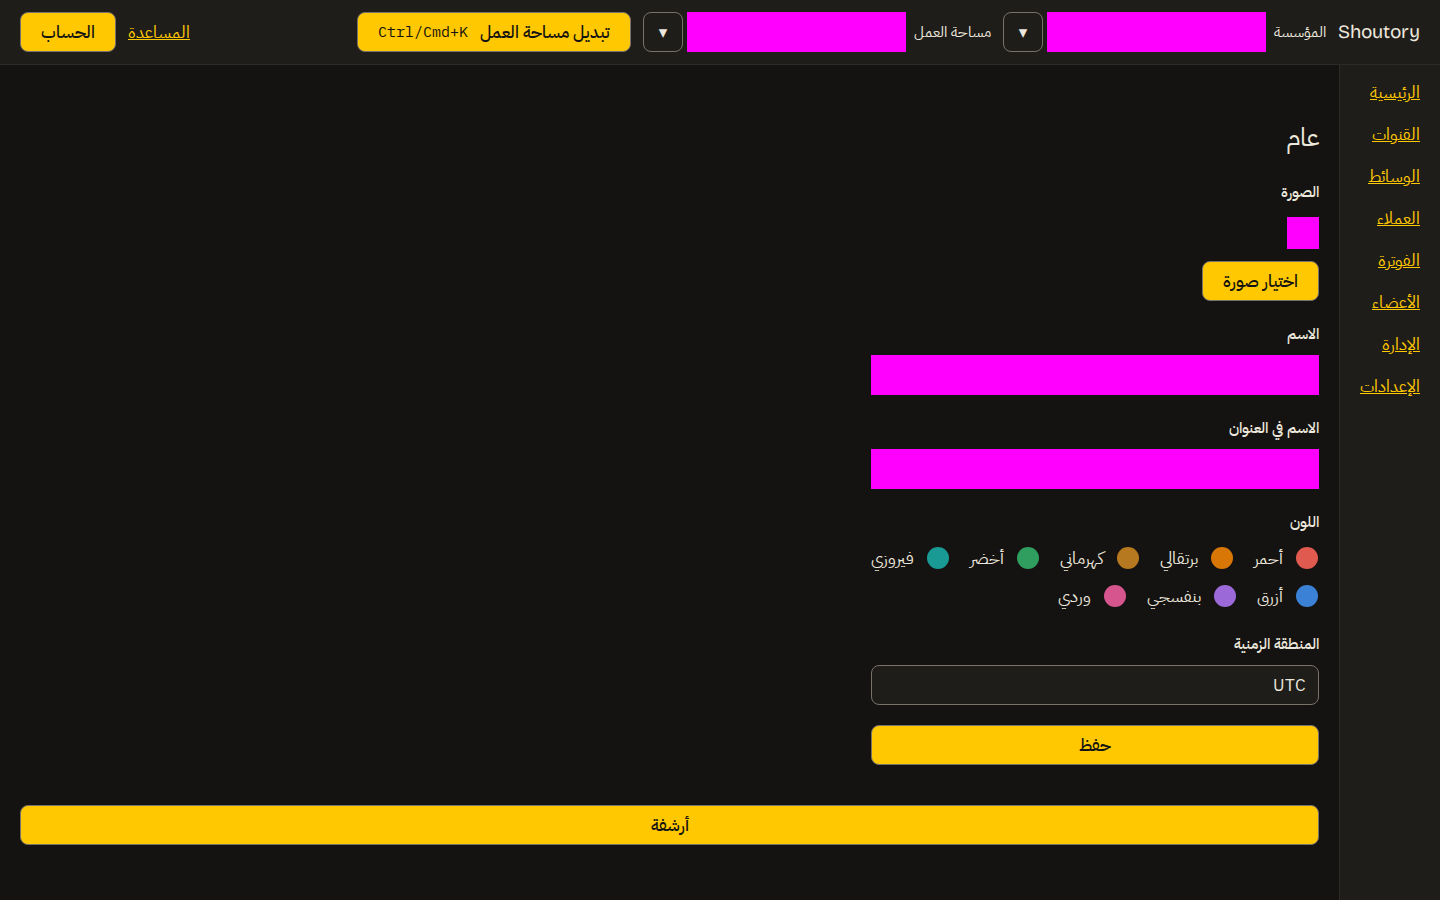 Shoutory
المؤسسة
▼
مساحة العمل
▼
تبديل مساحة العمل Ctrl/Cmd+K
المساعدة
الحساب
الرئيسية
القنوات
الوسائط
العملاء
الفوترة
الأعضاء
الإدارة
الإعدادات
عام
الصورة
اختيار صورة
الاسم
الاسم في العنوان
اللون
أحمر برتقالي كهرماني أخضر فيروزي
أزرق بنفسجي وردي
المنطقة الزمنية
UTC
حفظ
أرشفة